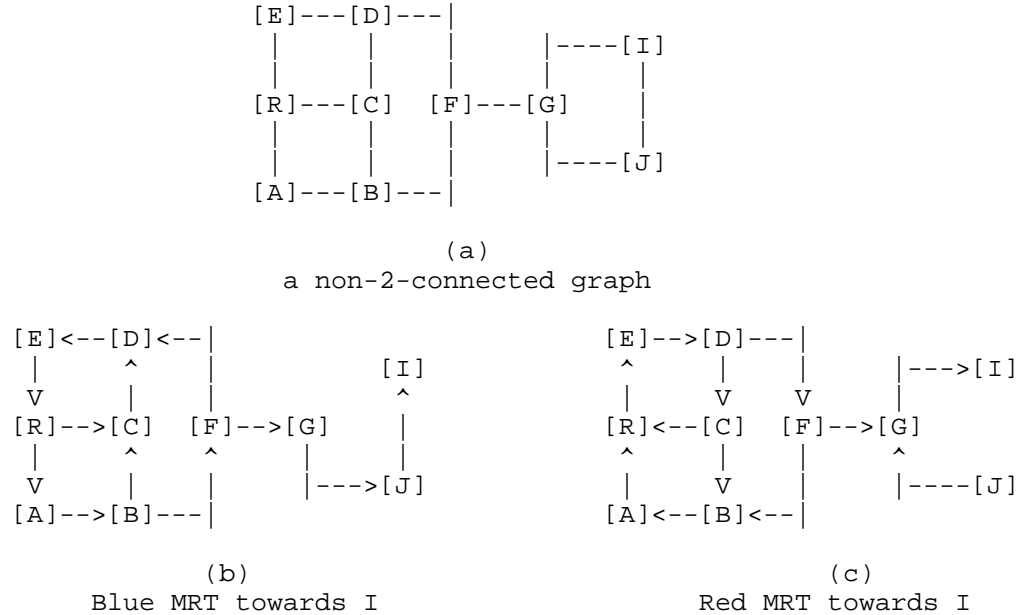 [E]---[D]---|
 |     |    |     |----[I]
 |     |    |     |     |
[R]---[C]  [F]---[G]    |
 |     |    |     |     |
 |     |    |     |----[J]
[A]---[B]---|
(a)
a non-2-connected graph
[E]<--[D]<--|                        [E]-->[D]---|
 |     ^    |          [I]            ^     |    |     |--->[I]
 V     |    |           ^             |     V    V     |
[R]-->[C]  [F]-->[G]    |            [R]<--[C]  [F]-->[G]
 |     ^    ^     |     |             ^     |    |     ^
 V     |    |     |--->[J]            |     V    |     |----[J]
[A]-->[B]---|                        [A]<--[B]<--|
(b) (c)
Blue MRT towards I Red MRT towards I